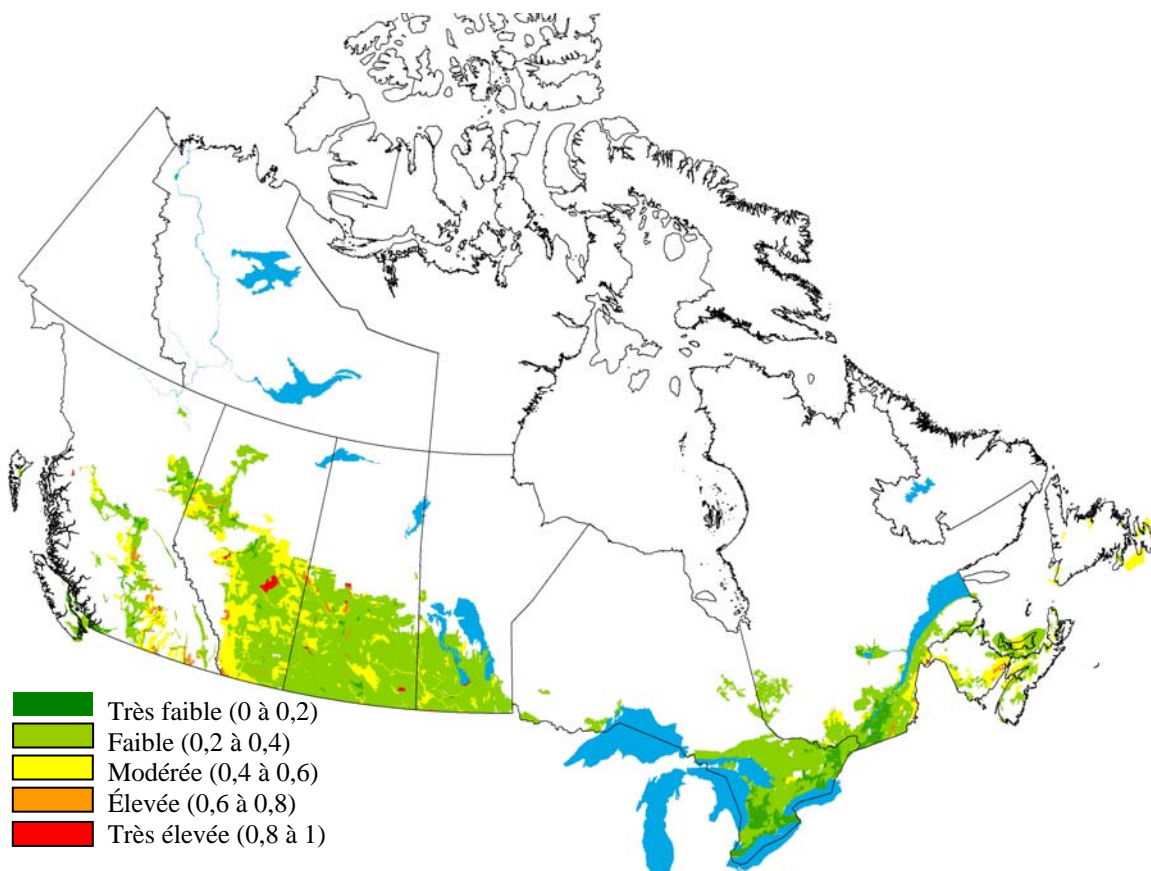 Très faible (0 à 0,2)
Faible (0,2 à 0,4)
Modérée (0,4 à 0,6)
Élevée (0,6 à 0,8)
Très élevée (0,8 à 1)